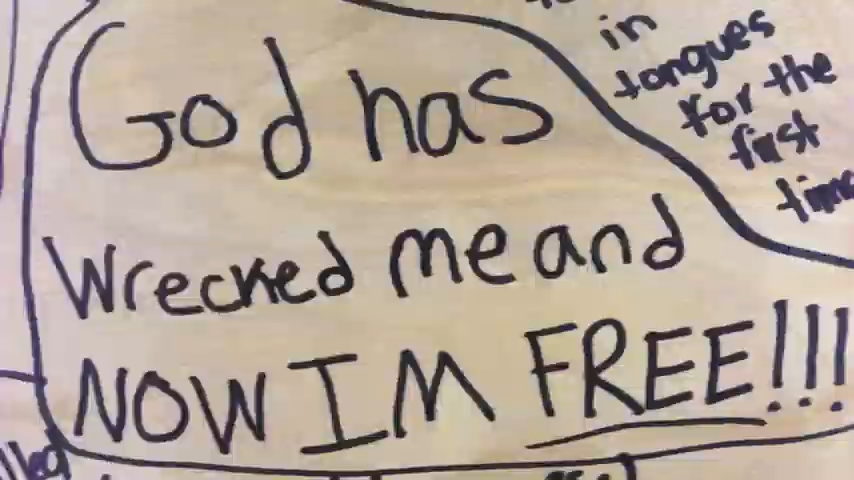 God has
Wrecked me and
NOW IM FREE!!!
in
tongues
for the
first
time